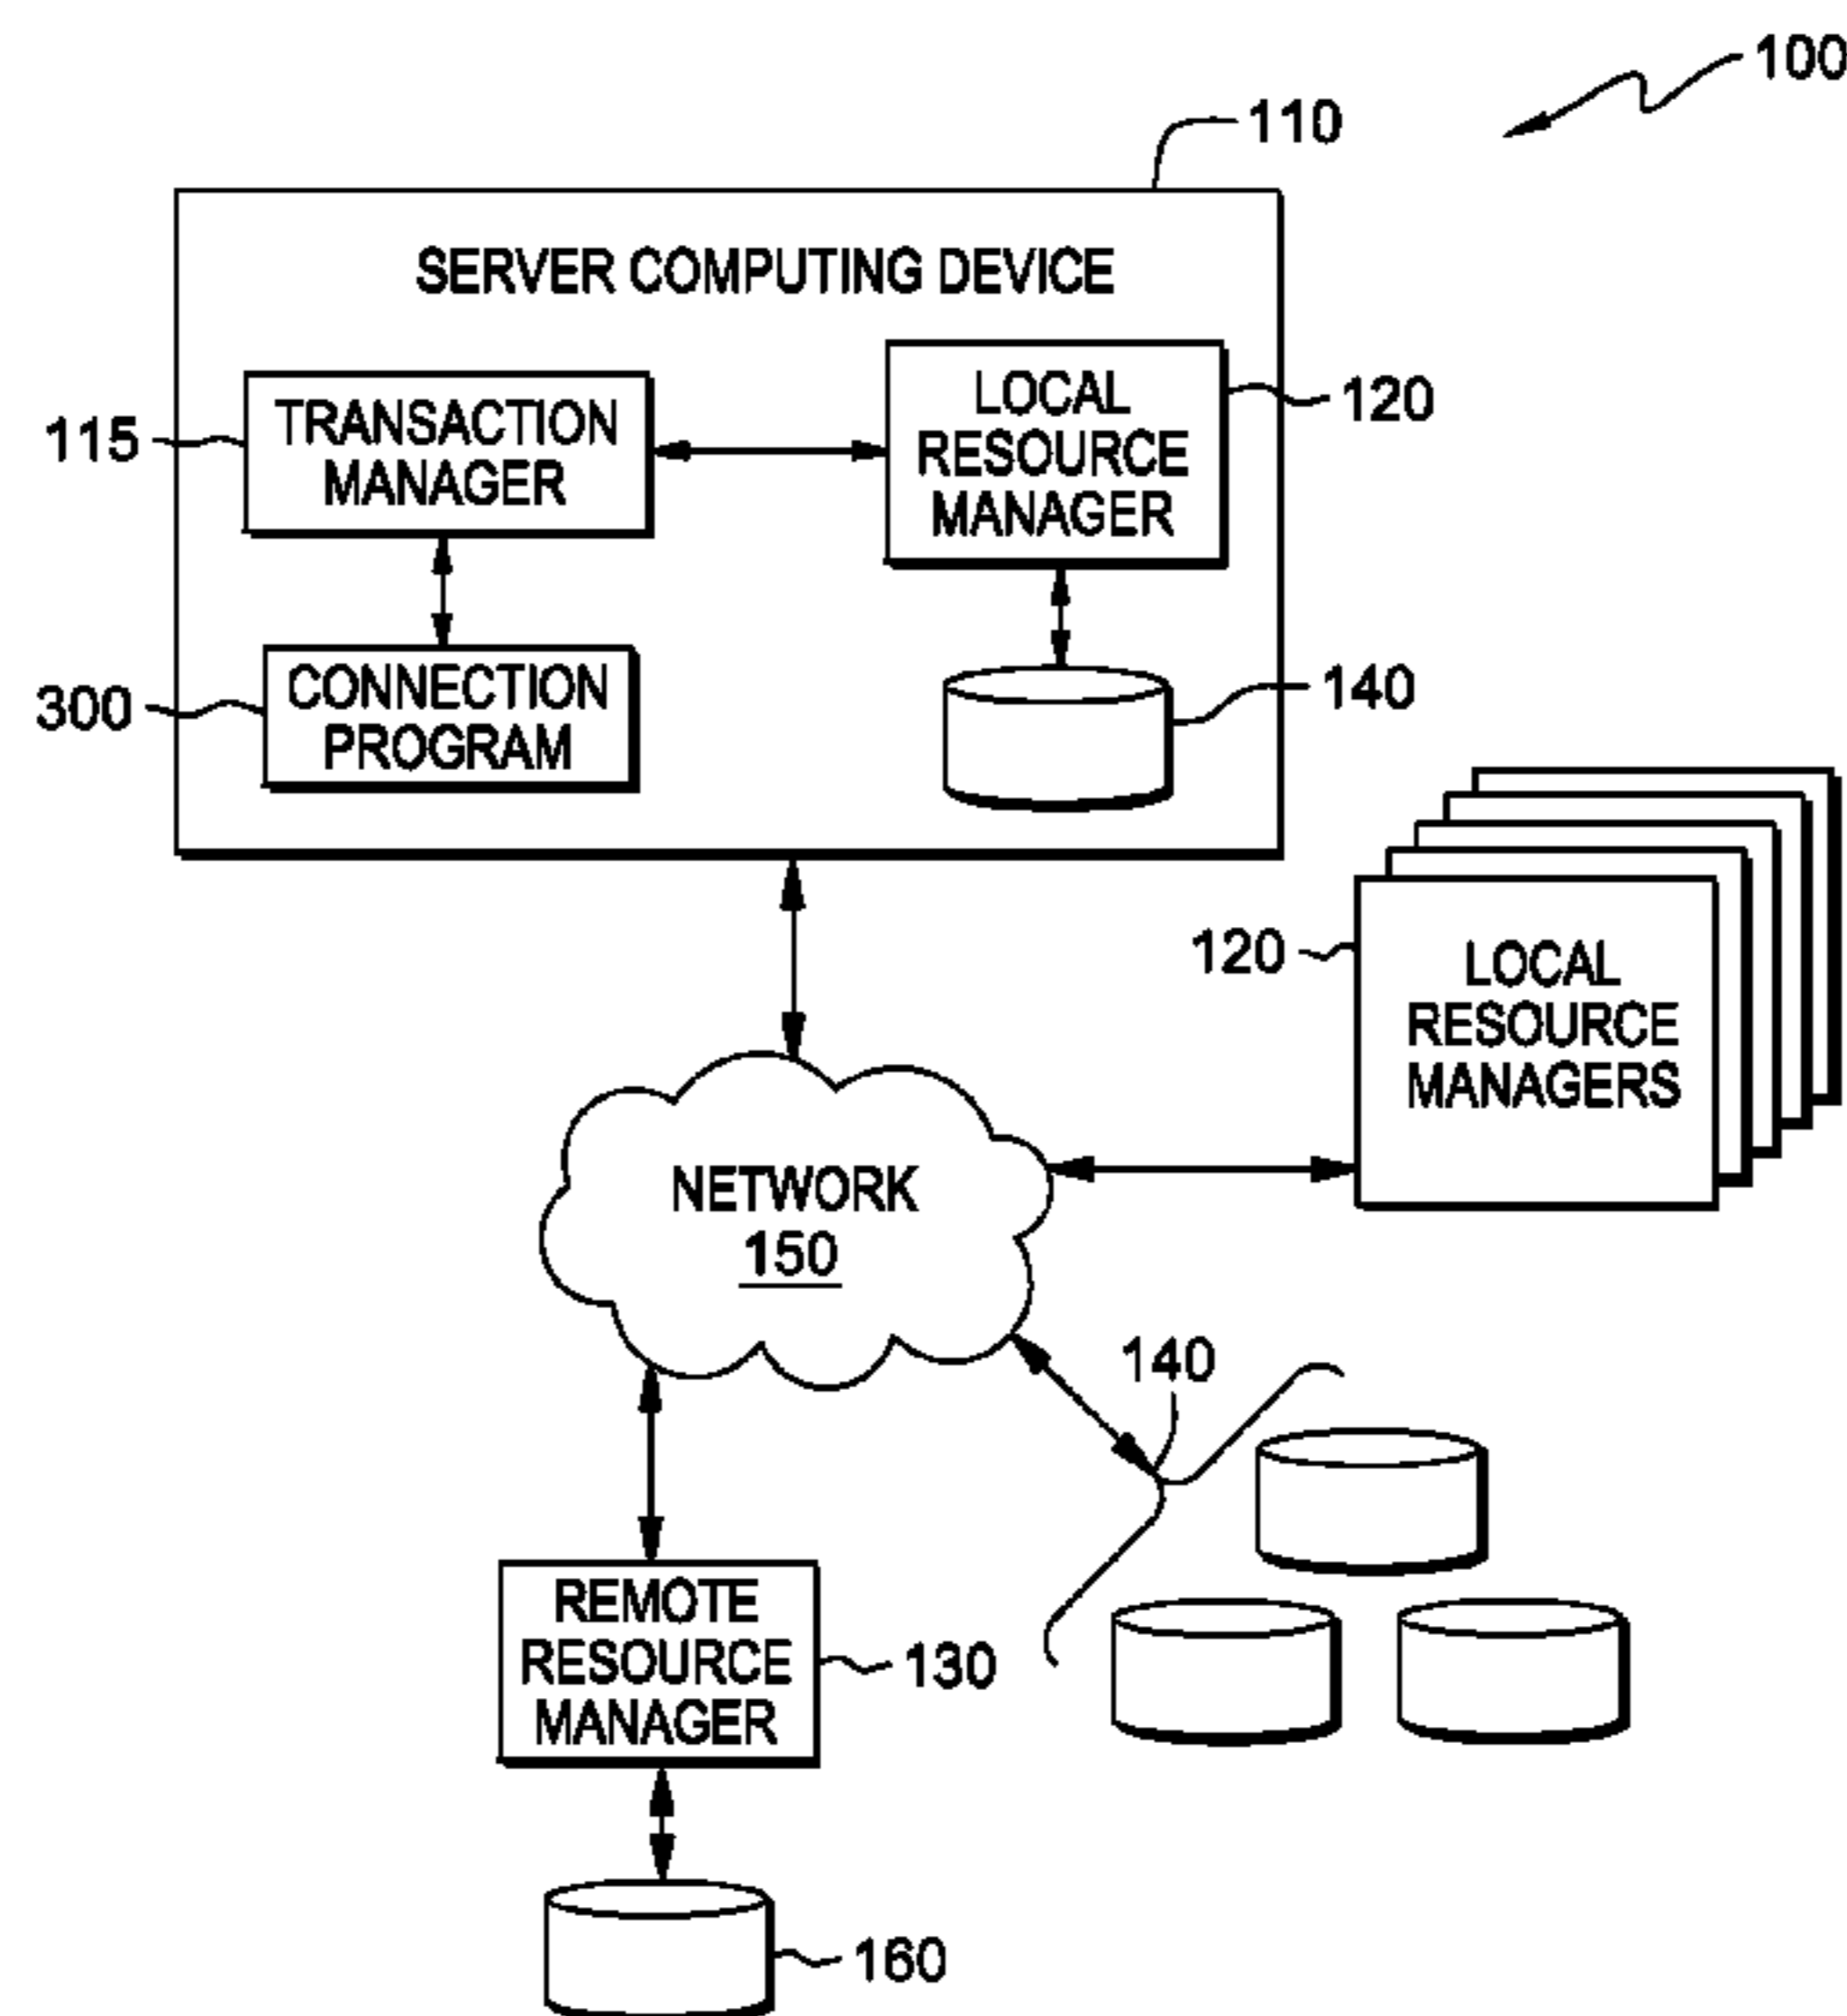 100
110
SERVER COMPUTING DEVICE
115
TRANSACTION
MANAGER
LOCAL
RESOURCE
MANAGER
120
300
CONNECTION
PROGRAM
140
120
LOCAL
RESOURCE
MANAGERS
NETWORK
150
140
REMOTE
RESOURCE
MANAGER
130
160